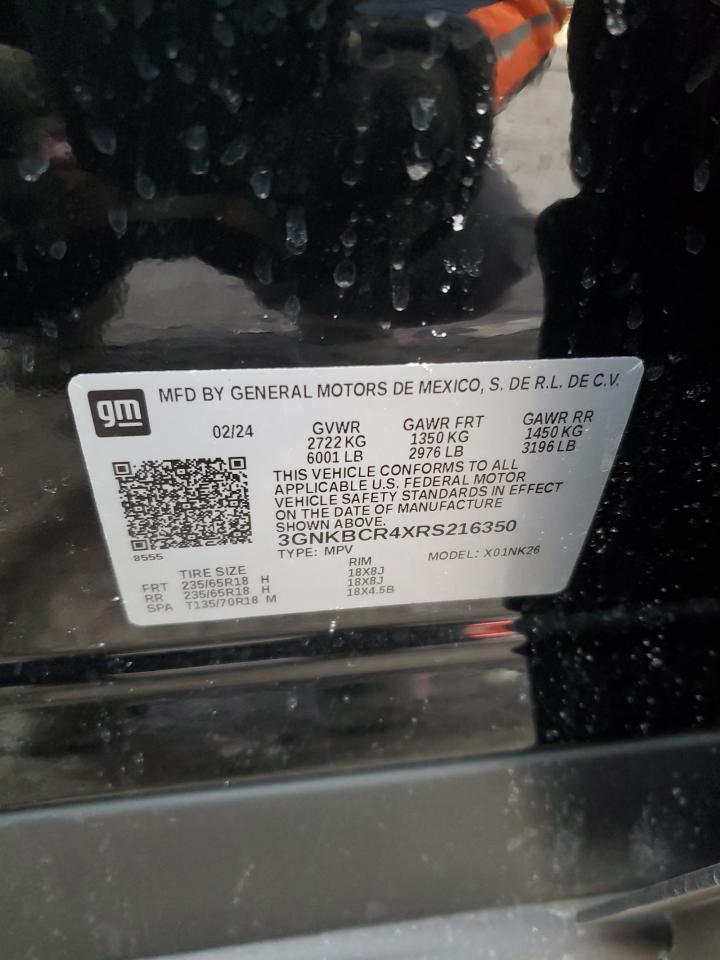 gm
MFD BY GENERAL MOTORS DE MEXICO, S. DE R.L. DE C.V.
02/24
GVWR
2722 KG
6001 LB
GAWR FRT
1350 KG
2976 LB
GAWR RR
1450 KG
3196 LB
THIS VEHICLE CONFORMS TO ALL
APPLICABLE U.S. FEDERAL MOTOR
VEHICLE SAFETY STANDARDS IN EFFECT
ON THE DATE OF MANUFACTURE
SHOWN ABOVE.
3GNKBCR4XRS216350
8555
TYPE: MPV
MODEL: X01NK26
TIRE SIZE RIM
FRT 235/65R18 H 18X8J
RR 235/65R18 H 18X8J
SPA T135/70R18 M 18X4.5B